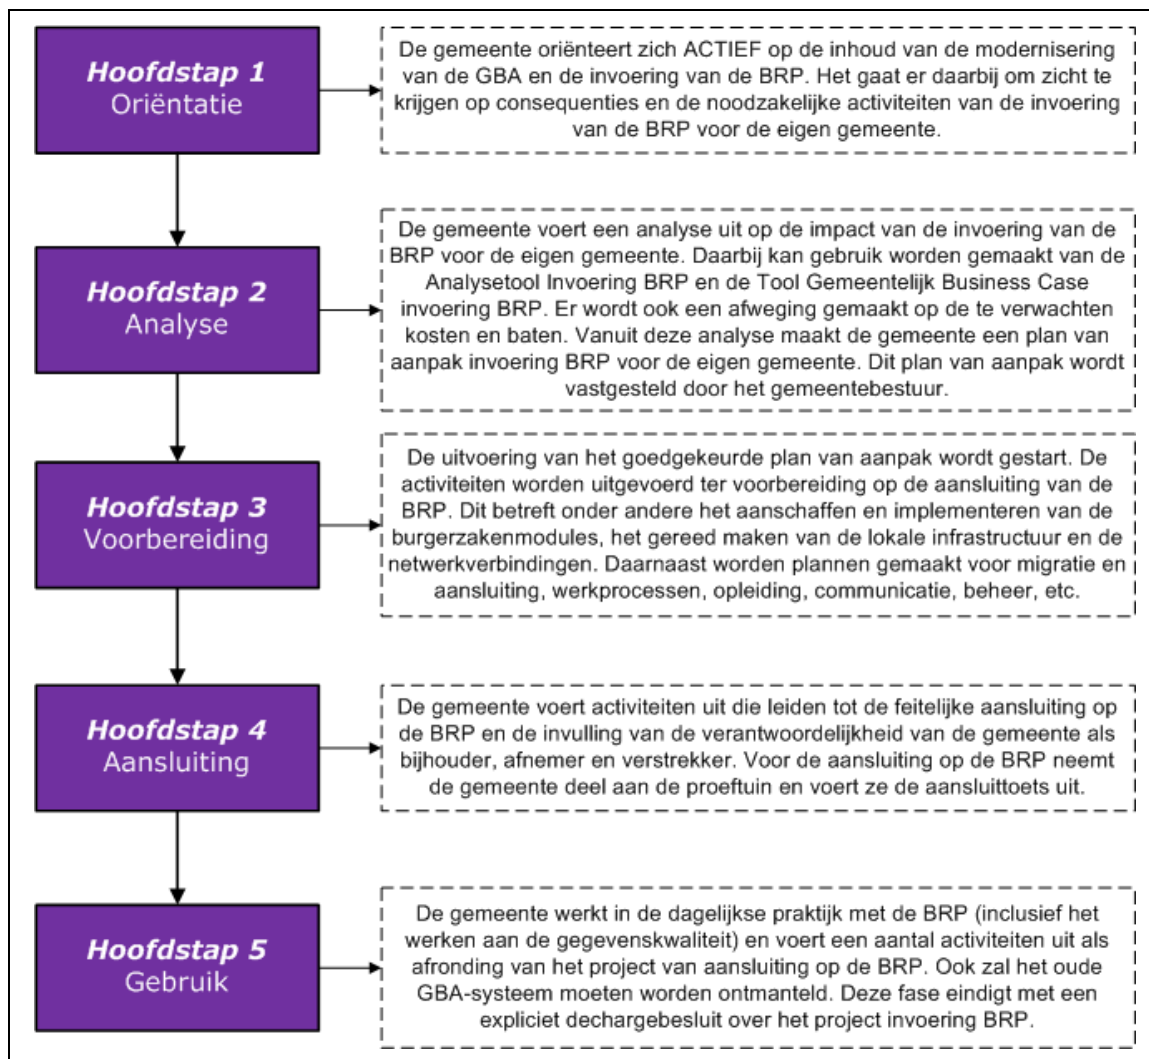 Hoofdstap 1
Oriëntatie
De gemeente oriënteert zich ACTIEF op de inhoud van de modernisering
van de GBA en de invoering van de BRP. Het gaat er daarbij om zicht te
krijgen op consequenties en de noodzakelijke activiteiten van de invoering
van de BRP voor de eigen gemeente.
Hoofdstap 2
Analyse
De gemeente voert een analyse uit op de impact van de invoering van de
BRP voor de eigen gemeente. Daarbij kan gebruik worden gemaakt van de
Analysetool Invoering BRP en de Tool Gemeentelijk Business Case
invoering BRP. Er wordt ook een afweging gemaakt op de te verwachten
kosten en baten. Vanuit deze analyse maakt de gemeente een plan van
aanpak invoering BRP voor de eigen gemeente. Dit plan van aanpak wordt
vastgesteld door het gemeentebestuur.
Hoofdstap 3
Voorbereiding
De uitvoering van het goedgekeurde plan van aanpak wordt gestart. De
activiteiten worden uitgevoerd ter voorbereiding op de aansluiting van de
BRP. Dit betreft onder andere het aanschaffen en implementeren van de
burgerzakenmodules, het gereed maken van de lokale infrastructuur en de
netwerkverbindingen. Daarnaast worden plannen gemaakt voor migratie en
aansluiting, werkprocessen, opleiding, communicatie, beheer, etc.
Hoofdstap 4
Aansluiting
De gemeente voert activiteiten uit die leiden tot de feitelijke aansluiting op
de BRP en de invulling van de verantwoordelijkheid van de gemeente als
bijhouder, afnemer en verstrekker. Voor de aansluiting op de BRP neemt
de gemeente deel aan de proeftuin en voert ze de aansluittoets uit.
Hoofdstap 5
Gebruik
De gemeente werkt in de dagelijkse praktijk met de BRP (inclusief het
werken aan de gegevenskwaliteit) en voert een aantal activiteiten uit als
afronding van het project van aansluiting op de BRP. Ook zal het oude
GBA-systeem moeten worden ontmanteld. Deze fase eindigt met een
expliciet dechargebesluit over het project invoering BRP.